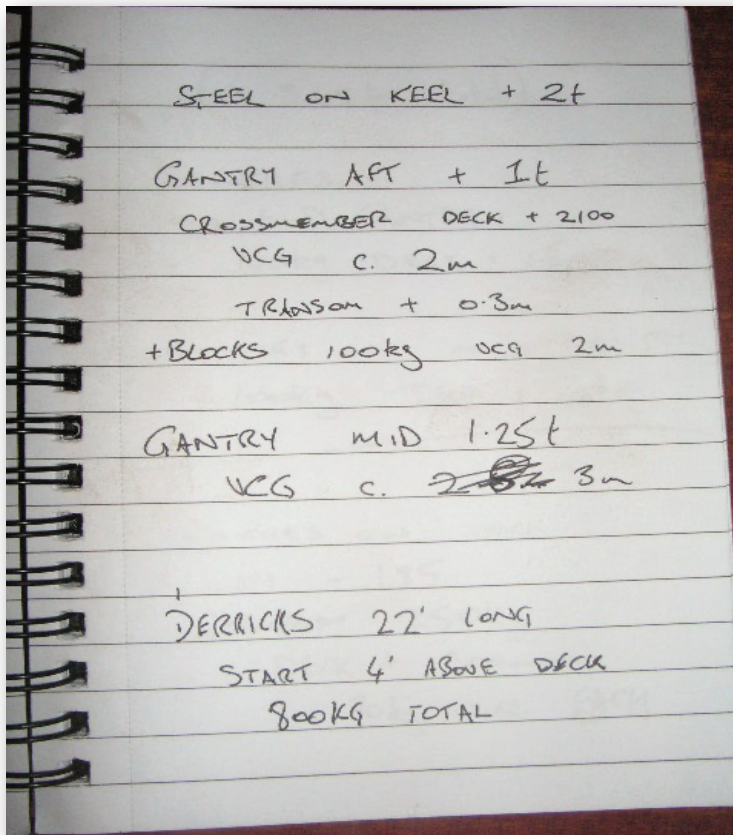 STEEL ON KEEL + 2t
GANTRY AFT + 1t
CROSSMEMBER DECK + 2100
VCG C. 2m
TRANSOM + 0.3m
+BLOCKS 100kg VCG 2m
GANTRY MID 1.25t
VCG C. 3m
DERRICKS 22' LONG
START 4' ABOVE DECK
800KG TOTAL